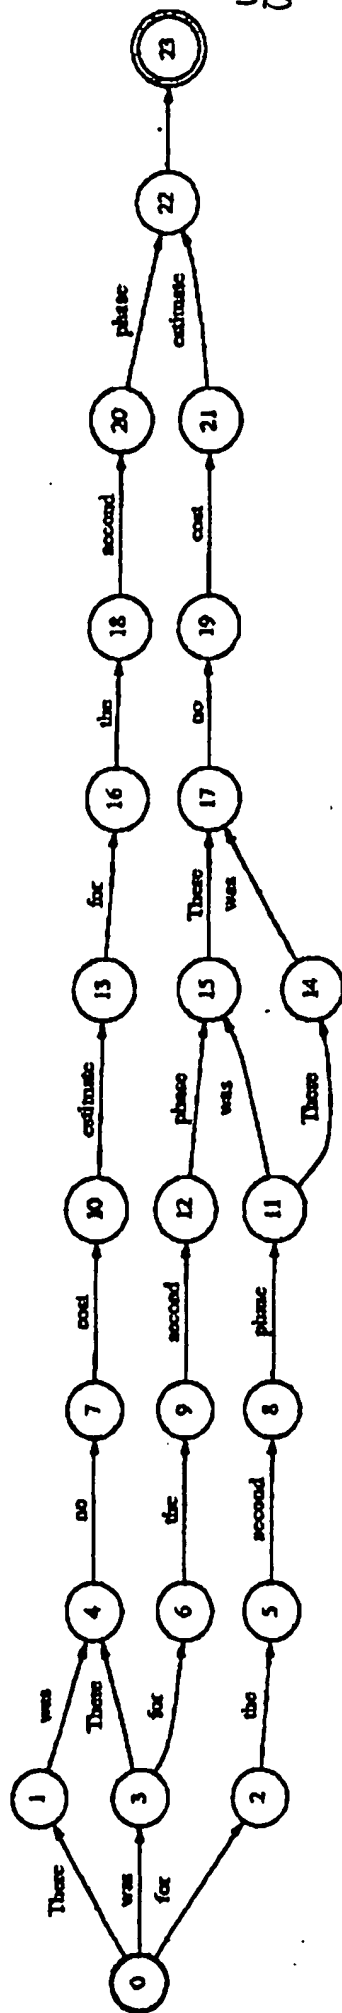 There 1 was
0 was 3 There 4 no 7 cost 10 estimate 13 for 16 the 18 second 20 phase 22 . 23
for 6 the 9 second 12 phase 15 There 17 no 19 cost 21 estimate
for 2 the 5 second 8 phase 11 was
There 14 was